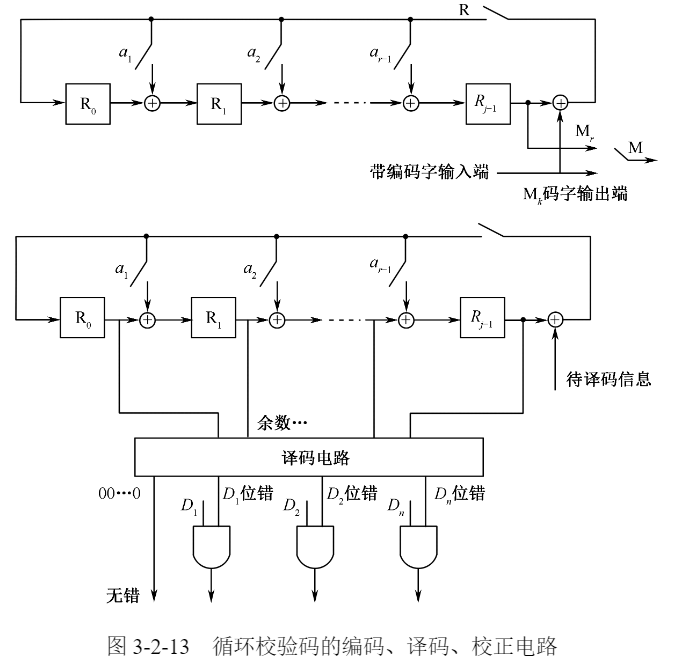 R
a₁ a₂ aᵣ₋₁
R₀ R₁ Rⱼ₋₁
Mᵣ
M
带编码字输入端
Mₖ码字输出端
a₁ a₂ aᵣ₋₁
R₀ R₁ Rⱼ₋₁
待译码信息
余数…
译码电路
00…0 D₁ D₁位错 D₂ D₂位错 Dₙ Dₙ位错
无错
图 3-2-13 循环校验码的编码、译码、校正电路